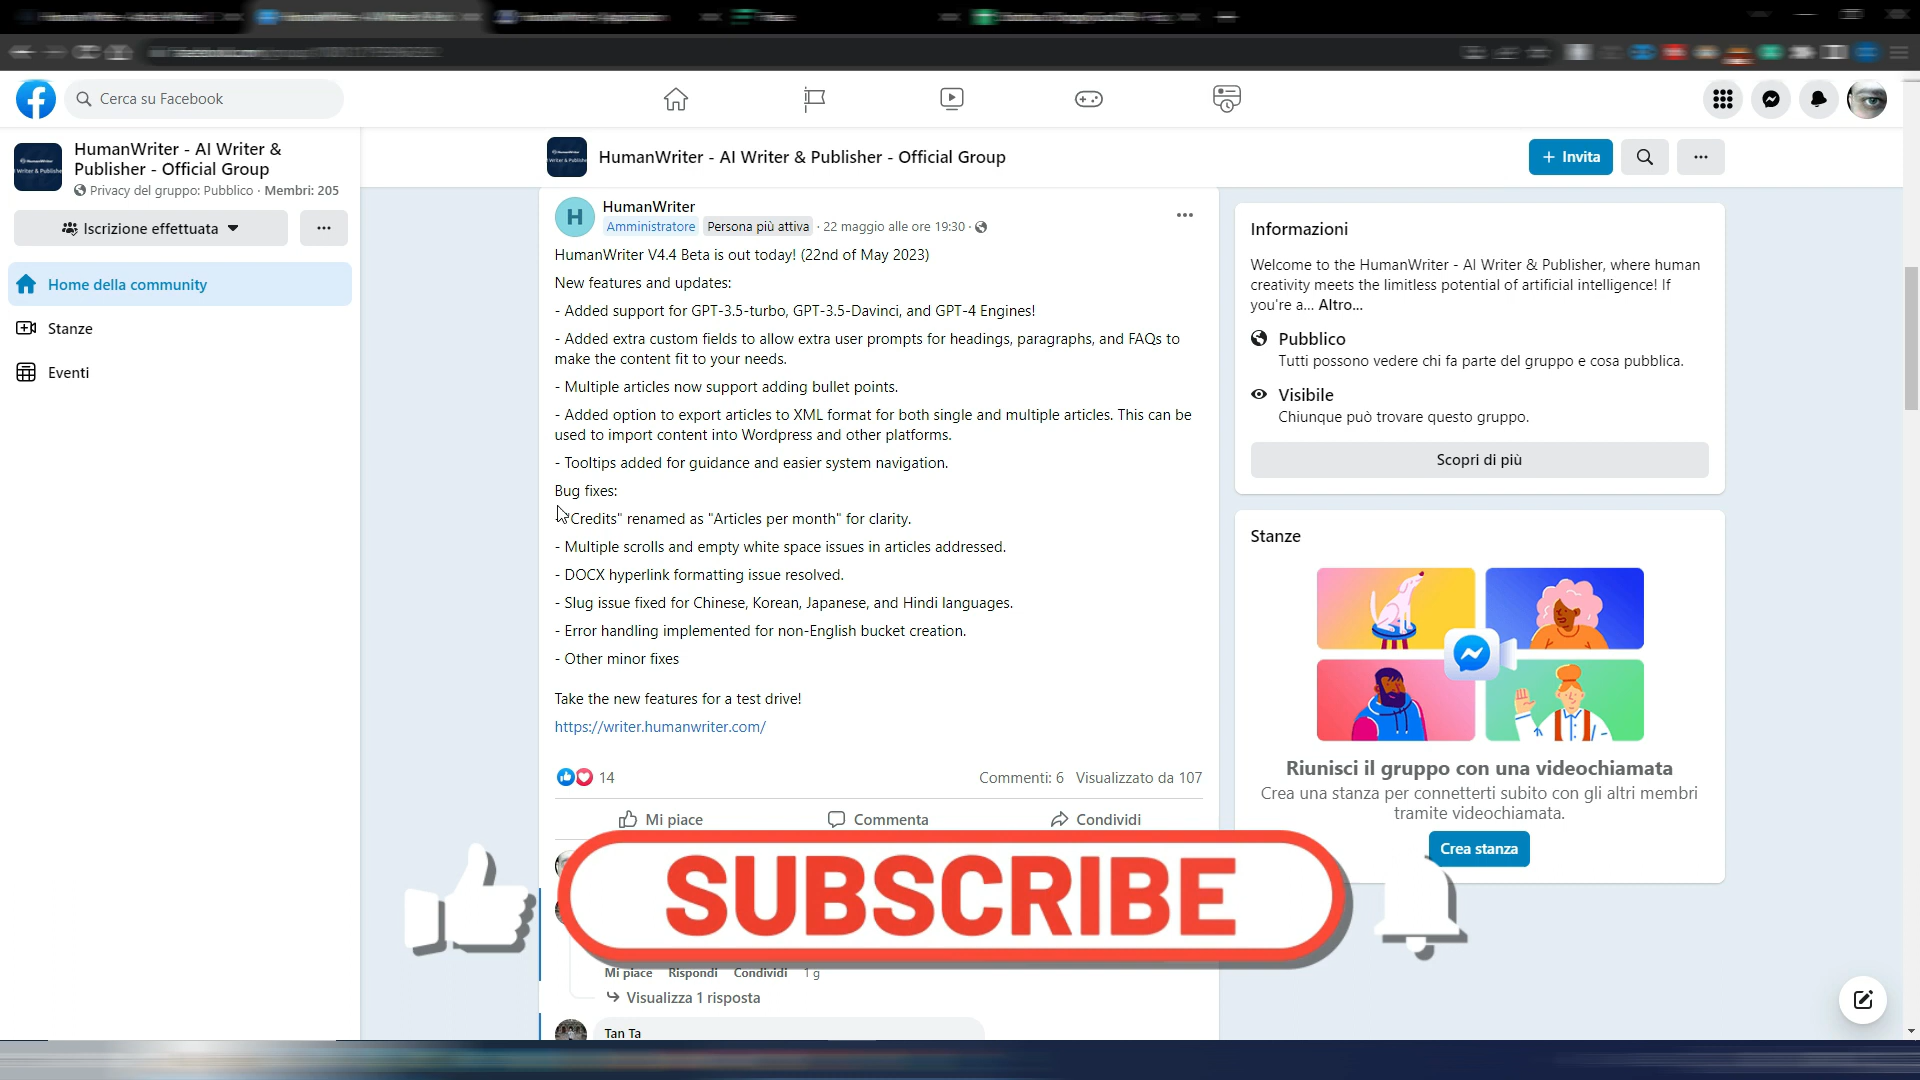 Cerca su Facebook
HumanWriter - AI Writer &
Publisher - Official Group
Privacy del gruppo: Pubblico · Membri: 205
Iscrizione effettuata
Home della community
Stanze
Eventi
HumanWriter - AI Writer & Publisher - Official Group
+ Invita
H
HumanWriter
Amministratore Persona più attiva · 22 maggio alle ore 19:30 ·
HumanWriter V4.4 Beta is out today! (22nd of May 2023)
New features and updates:
- Added support for GPT-3.5-turbo, GPT-3.5-Davinci, and GPT-4 Engines!
- Added extra custom fields to allow extra user prompts for headings, paragraphs, and FAQs to
make the content fit to your needs.
- Multiple articles now support adding bullet points.
- Added option to export articles to XML format for both single and multiple articles. This can be
used to import content into Wordpress and other platforms.
- Tooltips added for guidance and easier system navigation.
Bug fixes:
"Credits" renamed as "Articles per month" for clarity.
- Multiple scrolls and empty white space issues in articles addressed.
- DOCX hyperlink formatting issue resolved.
- Slug issue fixed for Chinese, Korean, Japanese, and Hindi languages.
- Error handling implemented for non-English bucket creation.
- Other minor fixes
Take the new features for a test drive!
https://writer.humanwriter.com/
14
Commenti: 6 Visualizzato da 107
Mi piace Commenta Condividi
SUBSCRIBE
Mi piace Rispondi Condividi 1 g
Visualizza 1 risposta
Tan Ta
Informazioni
Welcome to the HumanWriter - AI Writer & Publisher, where human
creativity meets the limitless potential of artificial intelligence! If
you're a... Altro...
Pubblico
Tutti possono vedere chi fa parte del gruppo e cosa pubblica.
Visibile
Chiunque può trovare questo gruppo.
Scopri di più
Stanze
Riunisci il gruppo con una videochiamata
Crea una stanza per connetterti subito con gli altri membri
tramite videochiamata.
Crea stanza